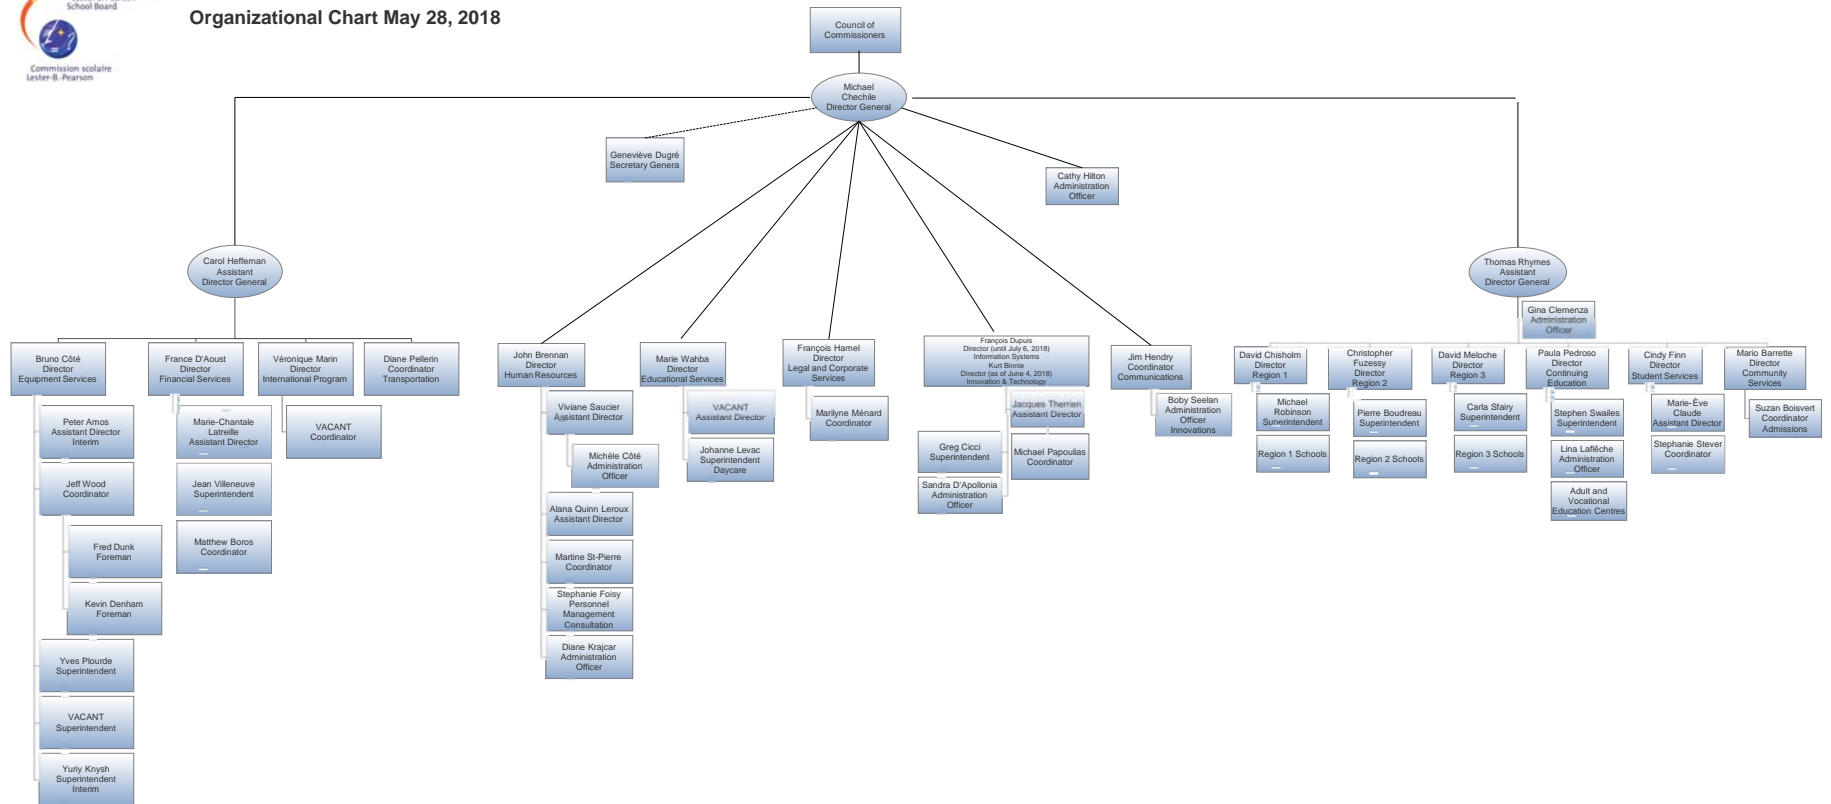 School Board
Commission scolaire
Lester-B.-Pearson
Organizational Chart May 28, 2018
Council of
Commissioners
Michael
Chechile
Director General
Geneviève Dugré
Secretary Genera
Cathy Hilton
Administration
Officer
Carol Heffernan
Assistant
Director General
Thomas Rhymes
Assistant
Director General
Gina Clemenza
Administration
Officer
Bruno Côté
Director
Equipment Services
Peter Amos
Assistant Director
Interim
Jeff Wood
Coordinator
Fred Dunk
Foreman
Kevin Denham
Foreman
Yves Plourde
Superintendent
VACANT
Superintendent
Yuriy Knysh
Superintendent
Interim
France D'Aoust
Director
Financial Services
Marie-Chantale
Latreille
Assistant Director
Jean Villeneuve
Superintendent
Matthew Boros
Coordinator
Véronique Marin
Director
International Program
VACANT
Coordinator
Diane Pellerin
Coordinator
Transportation
John Brennan
Director
Human Resources
Viviane Saucier
Assistant Director
Michèle Côté
Administration
Officer
Alana Quinn Leroux
Assistant Director
Martine St-Pierre
Coordinator
Stephanie Foisy
Personnel
Management
Consultation
Diane Krajcar
Administration
Officer
Marie Wahba
Director
Educational Services
VACANT
Assistant Director
Johanne Levac
Superintendent
Daycare
François Hamel
Director
Legal and Corporate
Services
Marilyne Ménard
Coordinator
François Dupuis
Director (until July 6, 2018)
Information Systems
Kurt Binnie
Director (as of June 4, 2018)
Innovation & Technology
Jacques Therrien
Assistant Director
Greg Cicci
Superintendent
Michael Papoulias
Coordinator
Sandra D'Apollonia
Administration
Officer
Jim Hendry
Coordinator
Communications
Boby Seelan
Administration
Officer
Innovations
David Chisholm
Director
Region 1
Michael
Robinson
Superintendent
Region 1 Schools
Christopher
Fuzessy
Director
Region 2
Pierre Boudreau
Superintendent
Region 2 Schools
David Meloche
Director
Region 3
Carla Sfairy
Superintendent
Region 3 Schools
Paula Pedroso
Director
Continuing
Education
Stephen Swailes
Superintendent
Lina Laflèche
Administration
Officer
Adult and
Vocational
Education Centres
Cindy Finn
Director
Student Services
Marie-Ève
Claude
Assistant Director
Stephanie Stever
Coordinator
Mario Barrette
Director
Community
Services
Suzan Boisvert
Coordinator
Admissions